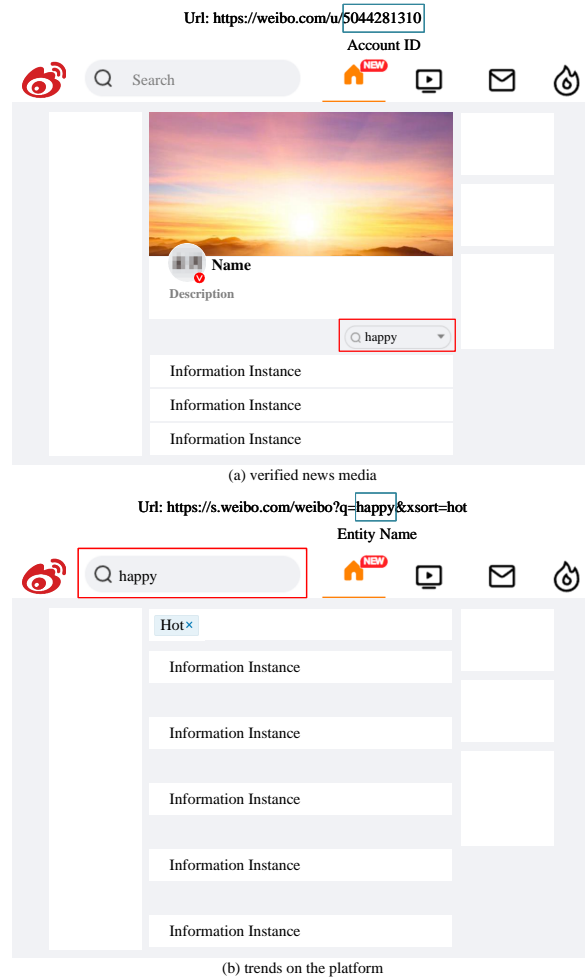 Url: https://weibo.com/u/5044281310
Account ID
Search
NEW
Name
V
Description
happy
Information Instance
Information Instance
Information Instance
(a) verified news media
Url: https://s.weibo.com/weibo?q=happy&xsort=hot
Entity Name
happy
NEW
Hot×
Information Instance
Information Instance
Information Instance
Information Instance
Information Instance
(b) trends on the platform